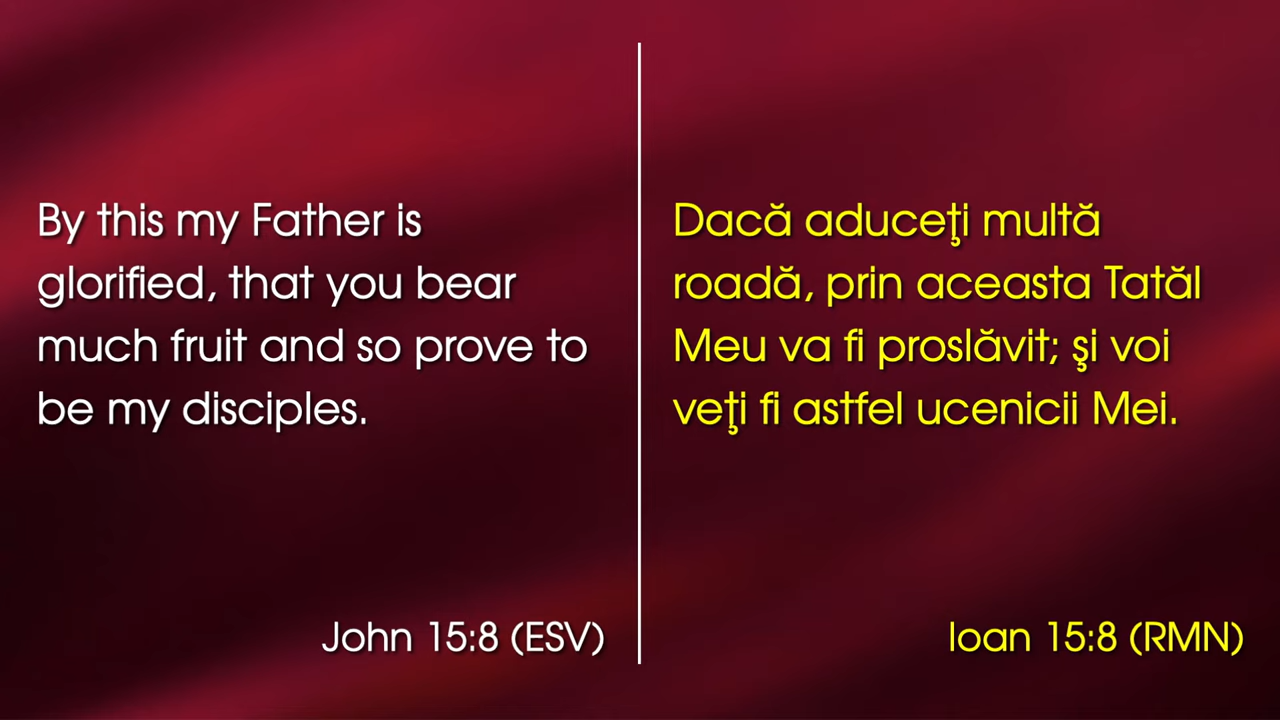 By this my Father is
glorified, that you bear
much fruit and so prove to
be my disciples.
John 15:8 (ESV)
Dacă aduceţi multă
roadă, prin aceasta Tatăl
Meu va fi proslăvit; şi voi
veţi fi astfel ucenicii Mei.
Ioan 15:8 (RMN)